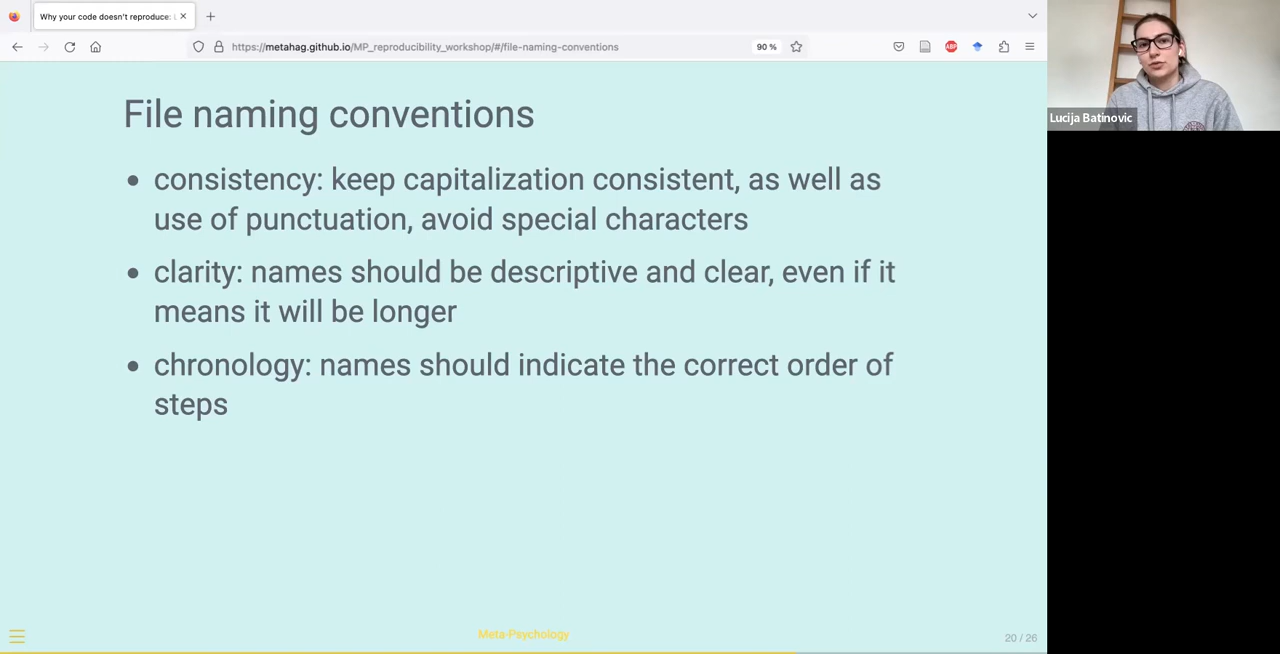 Why your code doesn't reproduce:
https://metahag.github.io/MP_reproducibility_workshop/#/file-naming-conventions
90 %
ABP
Lucija Batinovic
File naming conventions
consistency: keep capitalization consistent, as well as
use of punctuation, avoid special characters
clarity: names should be descriptive and clear, even if it
means it will be longer
chronology: names should indicate the correct order of
steps
Meta-Psychology
20 / 26